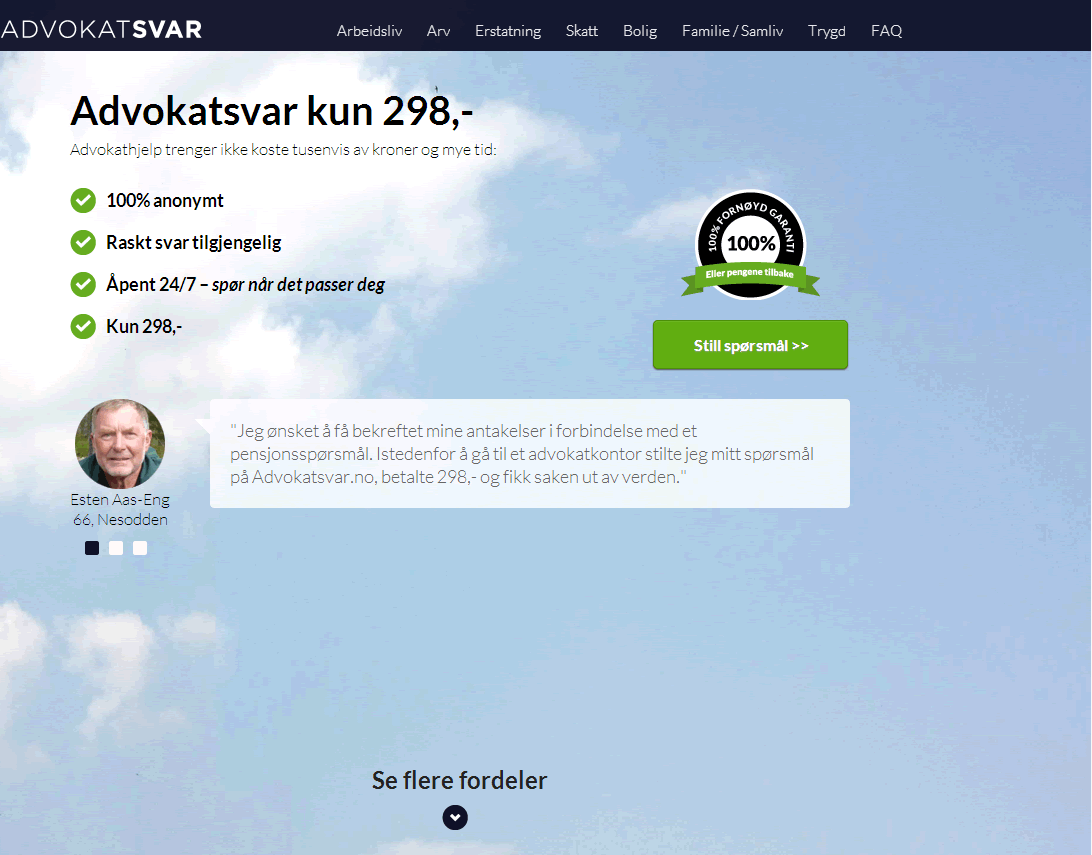 ADVOKATSVAR
Arbeidsliv Arv Erstatning Skatt Bolig Familie / Samliv Trygd FAQ
Advokatsvar kun 298,-
Advokathjelp trenger ikke koste tusenvis av kroner og mye tid:
100% anonymt
Raskt svar tilgjengelig
Åpent 24/7 – spør når det passer deg
Kun 298,-
100% FORNØYD GARANTI
100%
Eller pengene tilbake
Still spørsmål >>
"Jeg ønsket å få bekreftet mine antakelser i forbindelse med et
pensjonsspørsmål. Istedenfor å gå til et advokatkontor stilte jeg mitt spørsmål
på Advokatsvar.no, betalte 298,- og fikk saken ut av verden."
Esten Aas-Eng
66, Nesodden
Se flere fordeler